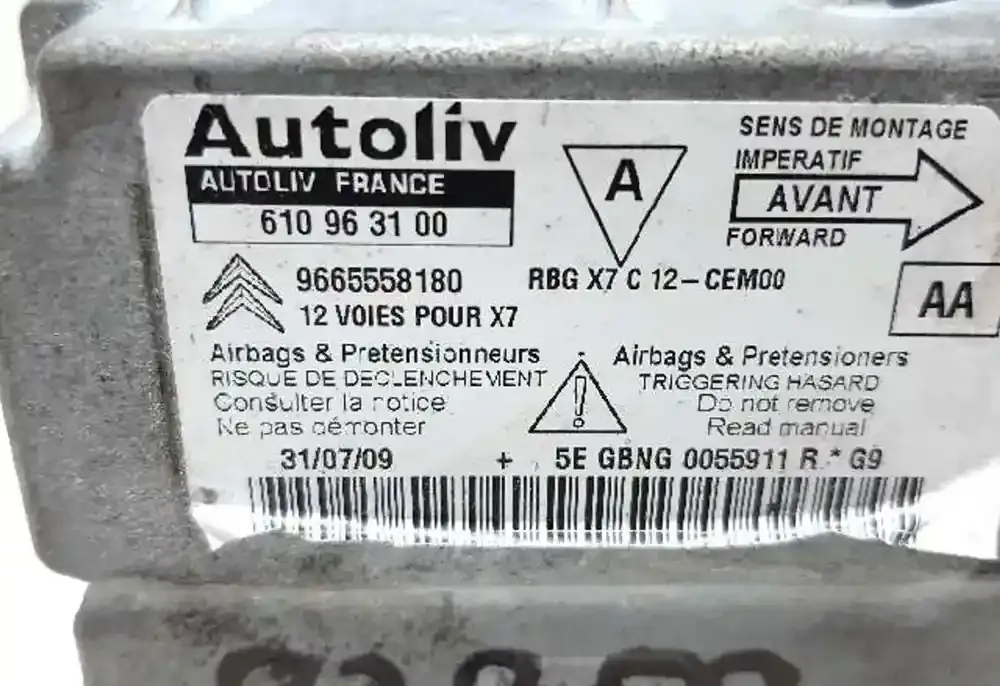 Autoliv
AUTOLIV FRANCE
610 96 31 00
A
SENS DE MONTAGE
IMPERATIF
AVANT
FORWARD
9665558180
RBG X7 C 12-CEM00
12 VOIES POUR X7
AA
Airbags & Pretensionneurs
RISQUE DE DECLENCHEMENT
Consulter la notice
Ne pas démonter
!
Airbags & Pretensioners
TRIGGERING HASARD
Do not remove
Read manual
31/07/09 + 5E GBNG 0055911 R * G9